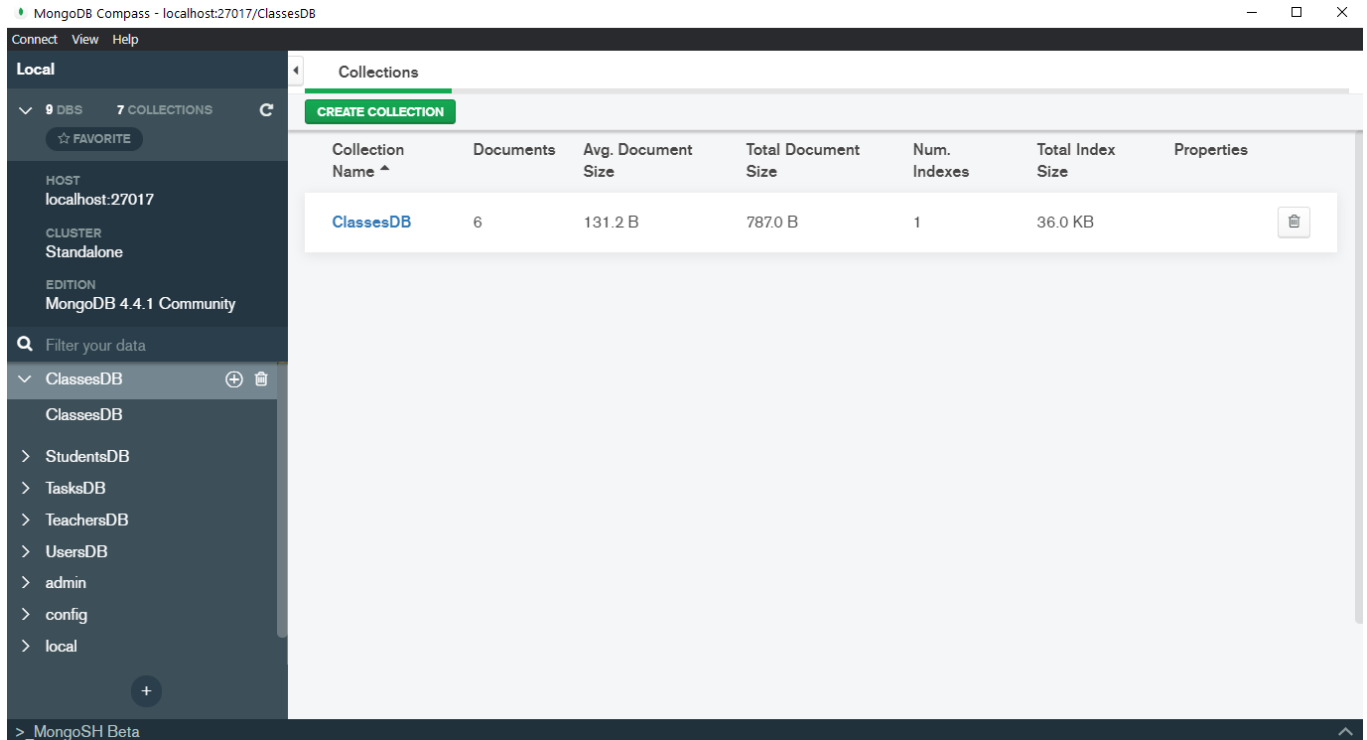 MongoDB Compass - localhost:27017/ClassesDB
Connect View Help
Local
9 DBS 7 COLLECTIONS
FAVORITE
HOST
localhost:27017
CLUSTER
Standalone
EDITION
MongoDB 4.4.1 Community
Filter your data
ClassesDB
ClassesDB
StudentsDB
TasksDB
TeachersDB
UsersDB
admin
config
local
+
>_MongoSH Beta
Collections
CREATE COLLECTION
Collection Documents Avg. Document Total Document Num. Total Index Properties
Name Size Size Indexes Size
ClassesDB 6 131.2 B 787.0 B 1 36.0 KB